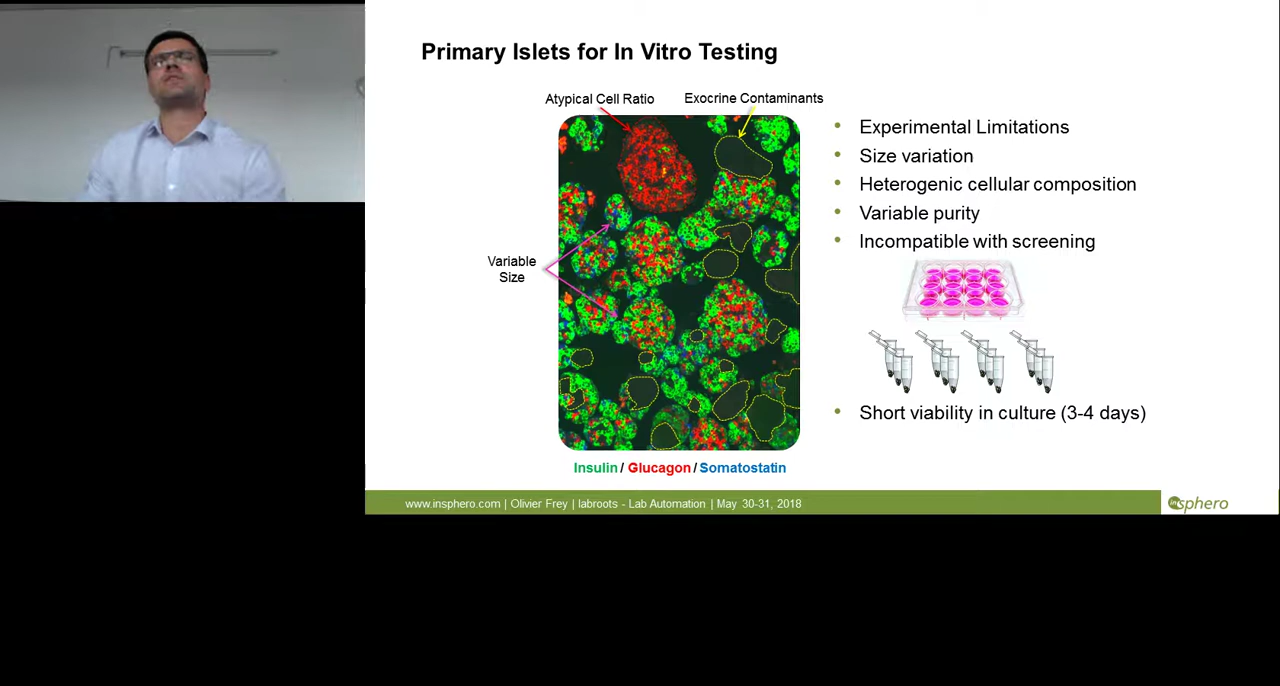 Primary Islets for In Vitro Testing
Atypical Cell Ratio
Exocrine Contaminants
Variable
Size
Insulin / Glucagon / Somatostatin
• Experimental Limitations
• Size variation
• Heterogenic cellular composition
• Variable purity
• Incompatible with screening
• Short viability in culture (3-4 days)
www.insphero.com | Olivier Frey | labroots - Lab Automation | May 30-31, 2018
insphero